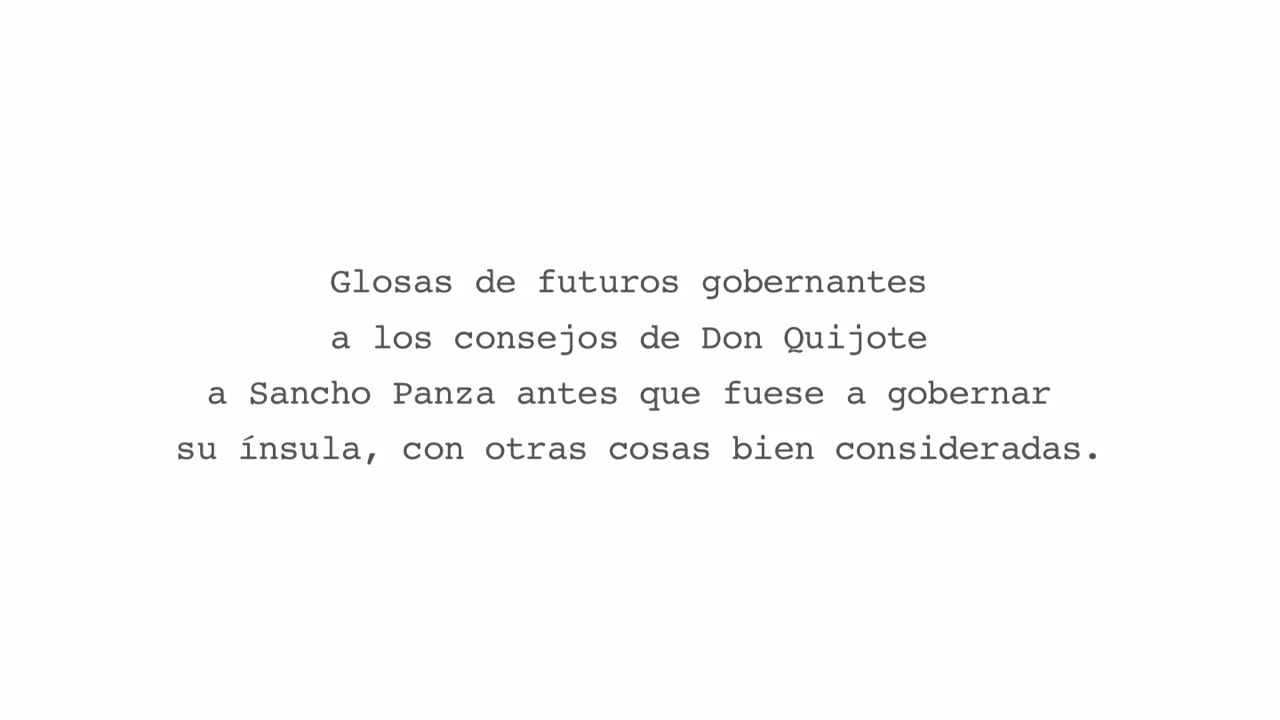 Glosas de futuros gobernantes
a los consejos de Don Quijote
a Sancho Panza antes que fuese a gobernar
su ínsula, con otras cosas bien consideradas.